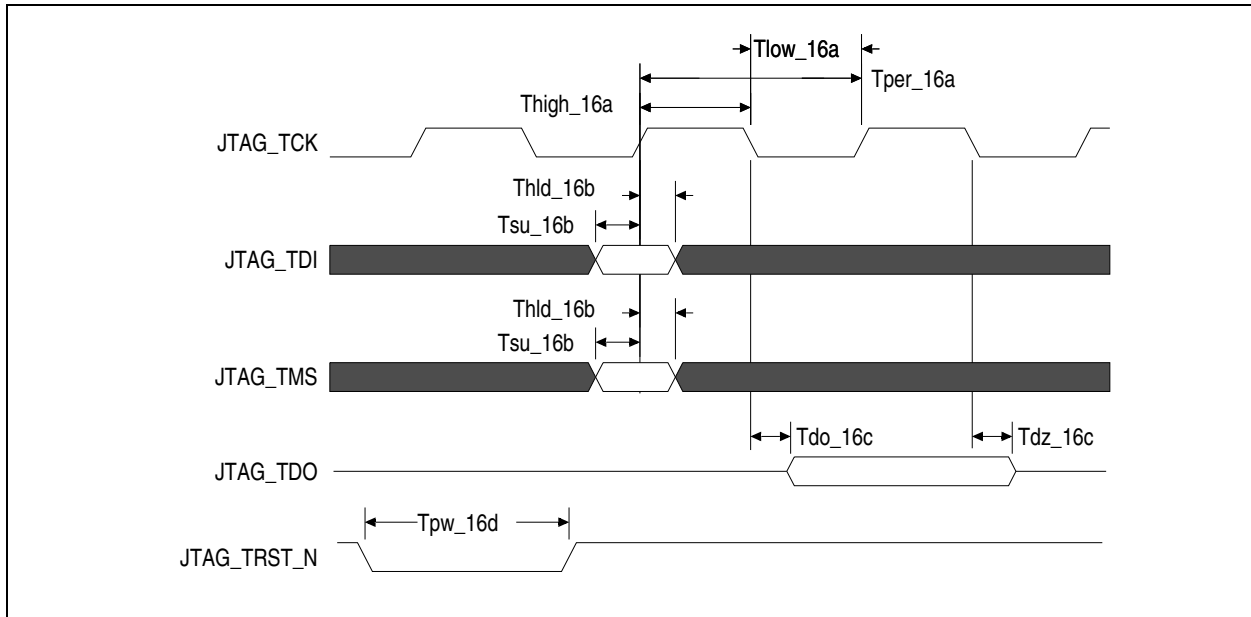 Tlow_16a
Tper_16a
Thigh_16a
JTAG_TCK
Thld_16b
Tsu_16b
JTAG_TDI
Thld_16b
Tsu_16b
JTAG_TMS
Tdo_16c
Tdz_16c
JTAG_TDO
Tpw_16d
JTAG_TRST_N